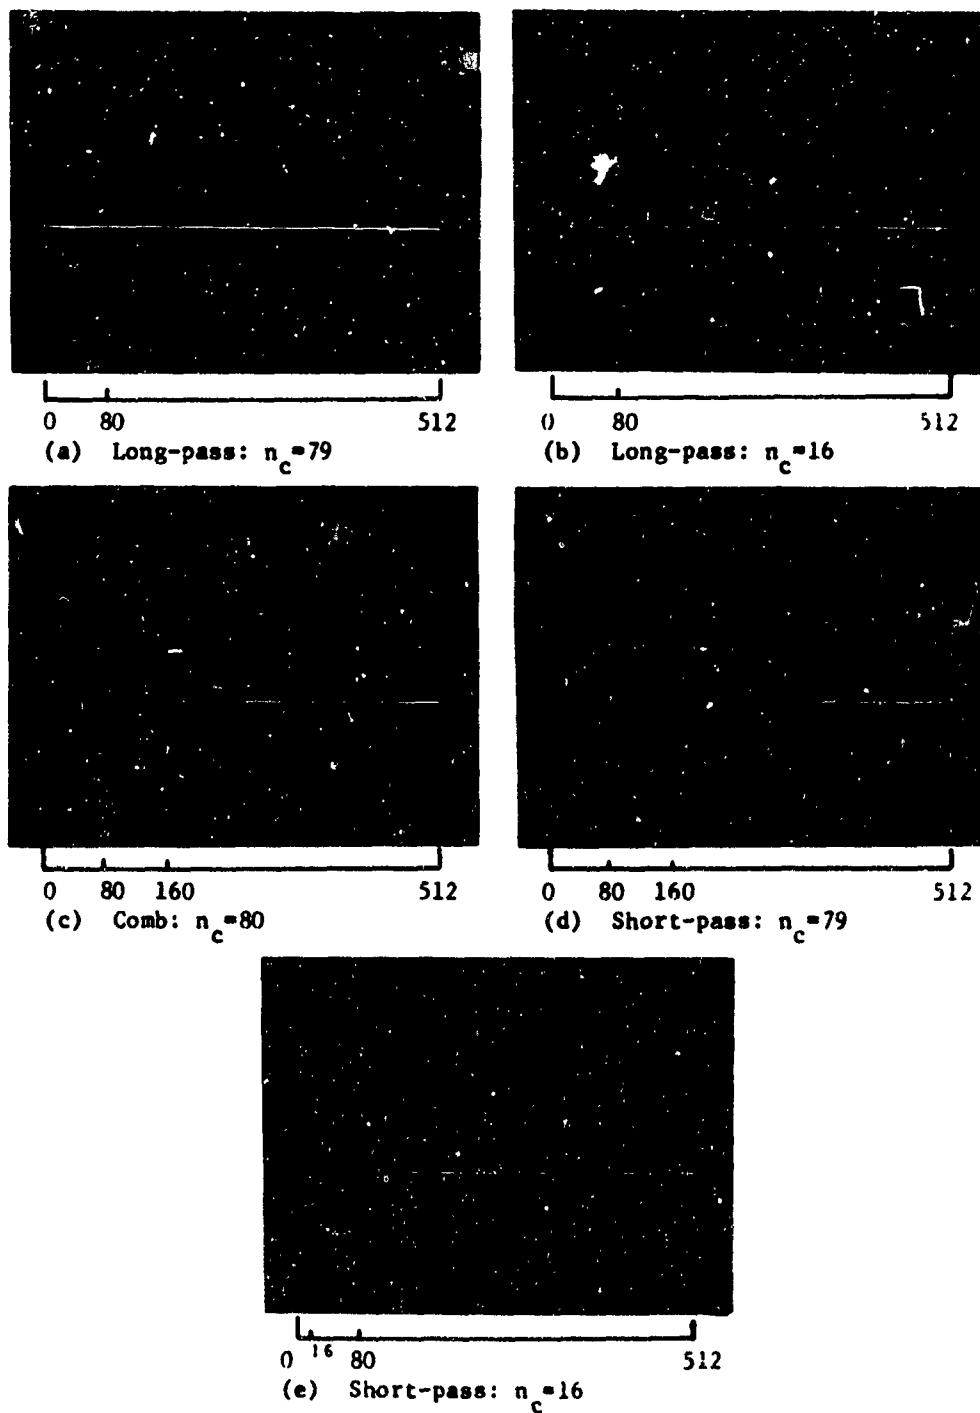 0 80 512
(a) Long-pass: n_c=79
0 80 512
(b) Long-pass: n_c=16
0 80 160 512
(c) Comb: n_c=80
0 80 160 512
(d) Short-pass: n_c=79
0 16 80 512
(e) Short-pass: n_c=16